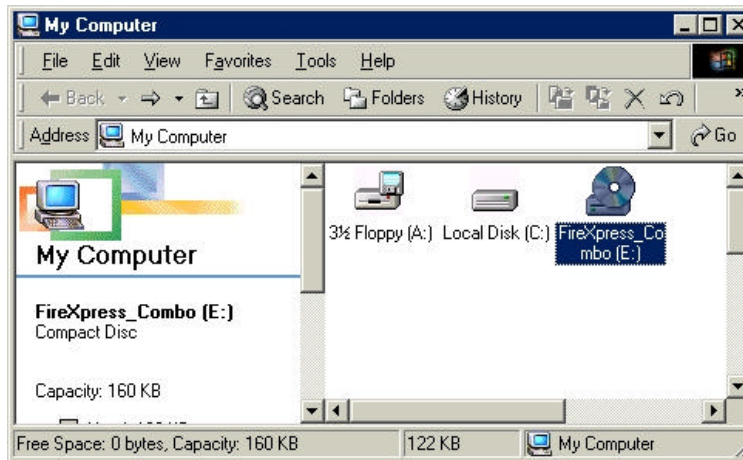 My Computer
File Edit View Favorites Tools Help
Back Search Folders History
Address My Computer Go
My Computer
FireXpress_Combo (E:)
Compact Disc
Capacity: 160 KB
3½ Floppy (A:) Local Disk (C:) FireXpress_Co
mbo (E:)
Free Space: 0 bytes, Capacity: 160 KB 122 KB My Computer